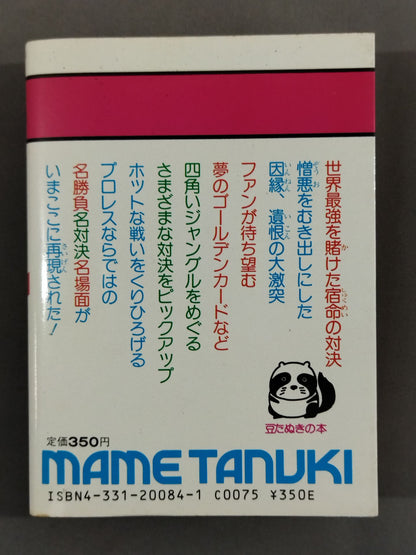 世界最強を賭けた宿命の対決
憎悪をむき出しにした
因縁、遺恨の大激突
ファンが待ち望む
夢のゴールデンカードなど
四角いジャングルをめぐる
さまざまな対決をピックアップ
ホットな戦いをくりひろげる
プロレスならではの
名勝負名対決名場面が
いまここに再現された!
豆たぬきの本
定価350円
MAME TANUKI
ISBN4-331-20084-1 C0075 ¥350E